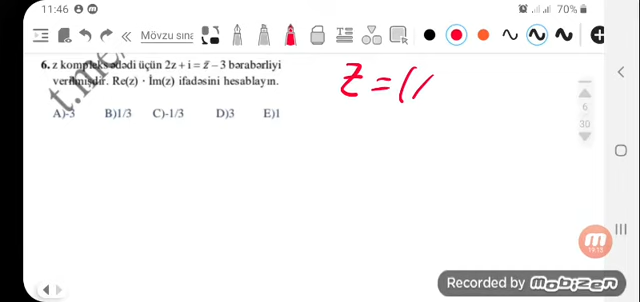 11:46
70%
Mövzu sına
6. z kompleks ədədi üçün 2z + i = z̄ − 3 bərabərliyi
verilmişdir. Re(z) · İm(z) ifadəsini hesablayın.
A)-3 B)1/3 C)-1/3 D)3 E)1
z = (
6
30
Recorded by mobizen